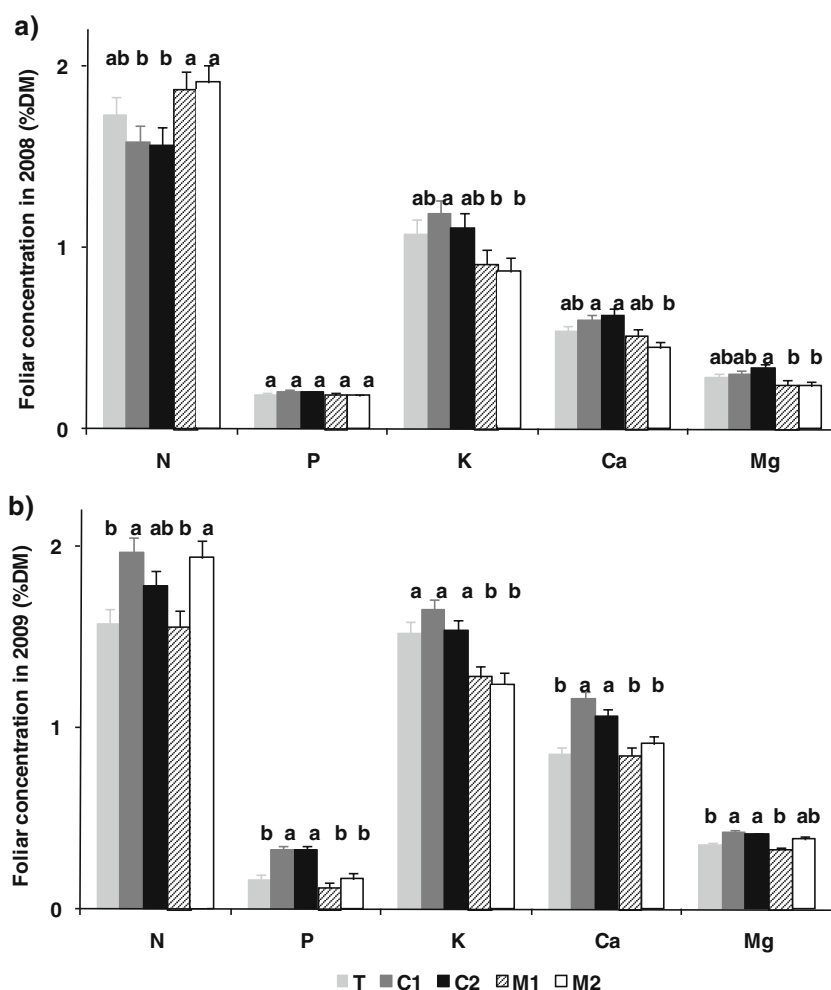 a)
Foliar concentration in 2008 (%DM)
2
1
0
ab b b a a
a a a a a
ab a ab b b
ab a a ab b
abab a b b
N P K Ca Mg
b)
Foliar concentration in 2009 (%DM)
2
1
0
b a ab b a
b a a b b
a a a b b
b a a b b
b a a b ab
N P K Ca Mg
T C1 C2 M1 M2